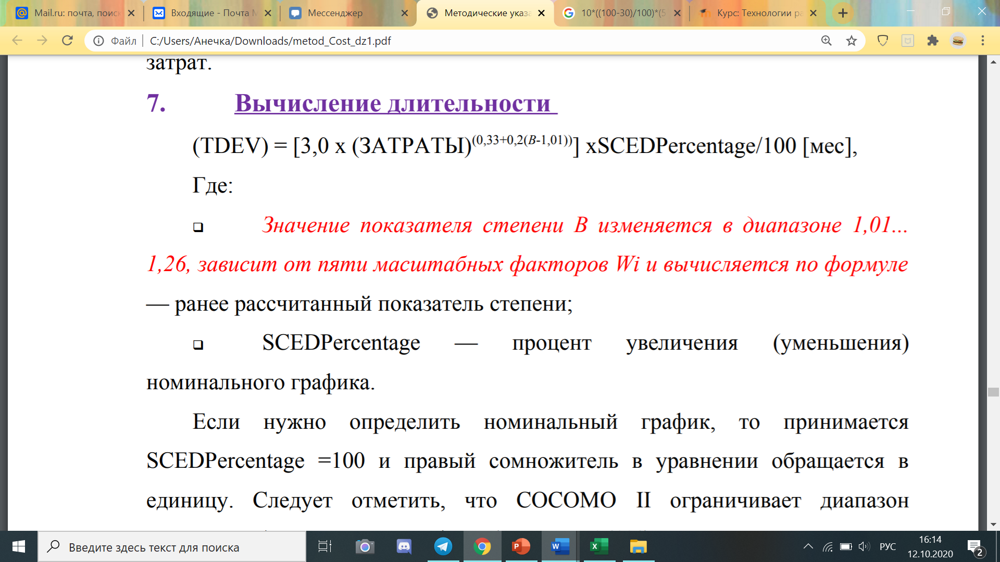 Mail.ru: почта, поиск
Входящие - Почта M
Мессенджер
Методические указа
10*((100-30)/100)*(5
Курс: Технологии ра
Файл
C:/Users/Анечка/Downloads/metod_Cost_dz1.pdf
затрат.
7. Вычисление длительности
(TDEV) = [3,0 x (ЗАТРАТЫ)(0,33+0,2(B-1,01))] xSCEDPercentage/100 [мес],
Где:
Значение показателя степени B изменяется в диапазоне 1,01...
1,26, зависит от пяти масштабных факторов Wi и вычисляется по формуле
— ранее рассчитанный показатель степени;
SCEDPercentage — процент увеличения (уменьшения)
номинального графика.
Если нужно определить номинальный график, то принимается
SCEDPercentage =100 и правый сомножитель в уравнении обращается в
единицу. Следует отметить, что COCOMO II ограничивает диапазон
Введите здесь текст для поиска
РУС
16:14
12.10.2020
2